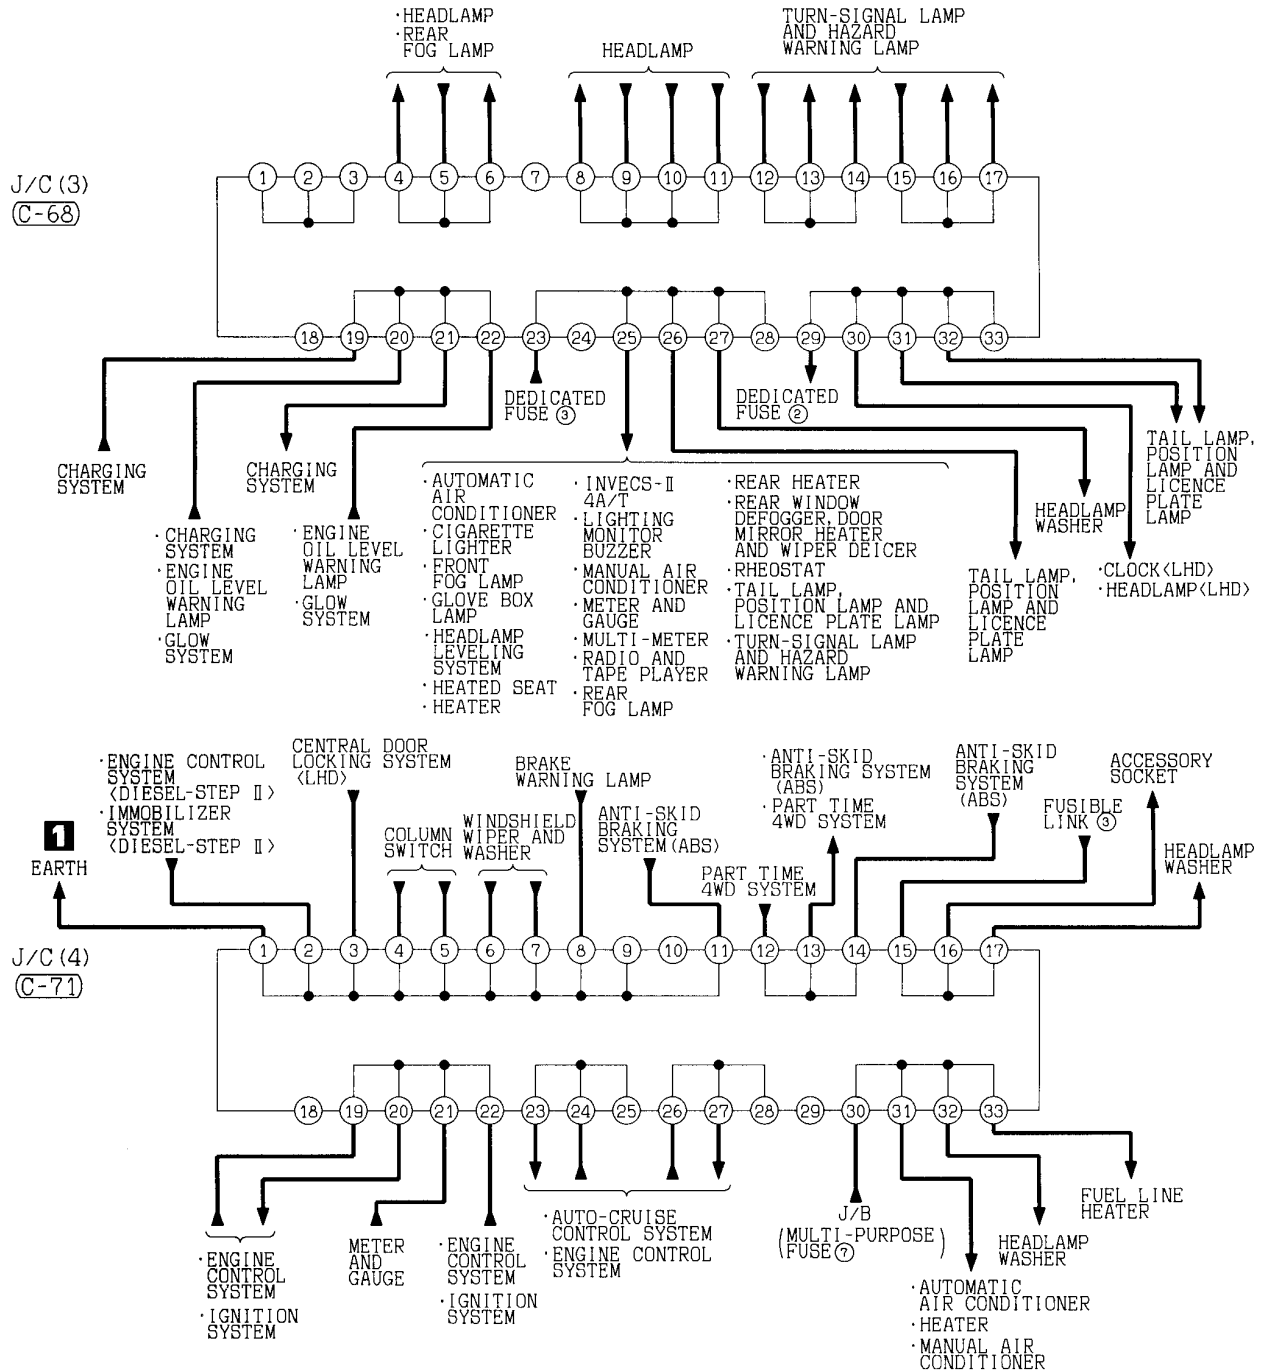 ·HEADLAMP
·REAR
FOG LAMP
HEADLAMP
TURN-SIGNAL LAMP
AND HAZARD
WARNING LAMP
J/C(3)
C-68
1 2 3 4 5 6 7 8 9 10 11 12 13 14 15 16 17
18 19 20 21 22 23 24 25 26 27 28 29 30 31 32 33
CHARGING
SYSTEM
·CHARGING
SYSTEM
·ENGINE
OIL LEVEL
WARNING
LAMP
·GLOW
SYSTEM
CHARGING
SYSTEM
·ENGINE
OIL LEVEL
WARNING
LAMP
·GLOW
SYSTEM
DEDICATED
FUSE ③
·AUTOMATIC
AIR
CONDITIONER
·CIGARETTE
LIGHTER
·FRONT
FOG LAMP
·GLOVE BOX
LAMP
·HEADLAMP
LEVELING
SYSTEM
·HEATED SEAT
·HEATER
·INVECS-II
4A/T
·LIGHTING
MONITOR
BUZZER
·MANUAL AIR
CONDITIONER
·METER AND
GAUGE
·MULTI-METER
·RADIO AND
TAPE PLAYER
·REAR
FOG LAMP
·REAR HEATER
·REAR WINDOW
DEFOGGER,DOOR
MIRROR HEATER
AND WIPER DEICER
·RHEOSTAT
·TAIL LAMP,
POSITION LAMP AND
LICENCE PLATE LAMP
·TURN-SIGNAL LAMP
AND HAZARD
WARNING LAMP
DEDICATED
FUSE ②
TAIL LAMP,
POSITION
LAMP AND
LICENCE
PLATE
LAMP
HEADLAMP
WASHER
·CLOCK<LHD>
·HEADLAMP<LHD>
TAIL LAMP,
POSITION
LAMP AND
LICENCE
PLATE
LAMP
1
EARTH
·ENGINE CONTROL
SYSTEM
<DIESEL-STEP II>
·IMMOBILIZER
SYSTEM
<DIESEL-STEP II>
CENTRAL DOOR
LOCKING SYSTEM
<LHD>
COLUMN
SWITCH
WINDSHIELD
WIPER AND
WASHER
BRAKE
WARNING LAMP
ANTI-SKID
BRAKING
SYSTEM(ABS)
PART TIME
4WD SYSTEM
·ANTI-SKID
BRAKING SYSTEM
(ABS)
·PART TIME
4WD SYSTEM
ANTI-SKID
BRAKING
SYSTEM
(ABS)
FUSIBLE
LINK ③
ACCESSORY
SOCKET
HEADLAMP
WASHER
J/C(4)
C-71
1 2 3 4 5 6 7 8 9 10 11 12 13 14 15 16 17
18 19 20 21 22 23 24 25 26 27 28 29 30 31 32 33
·ENGINE
CONTROL
SYSTEM
·IGNITION
SYSTEM
METER
AND
GAUGE
·ENGINE
CONTROL
SYSTEM
·IGNITION
SYSTEM
·AUTO-CRUISE
CONTROL SYSTEM
·ENGINE CONTROL
SYSTEM
J/B
(MULTI-PURPOSE
FUSE⑦)
·AUTOMATIC
AIR CONDITIONER
·HEATER
·MANUAL AIR
CONDITIONER
HEADLAMP
WASHER
FUEL LINE
HEATER